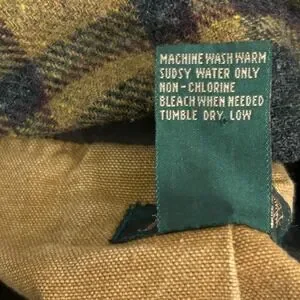 MACHINE WASH WARM
SUDSY WATER ONLY
NON-CHLORINE
BLEACH WHEN NEEDED
TUMBLE DRY, LOW